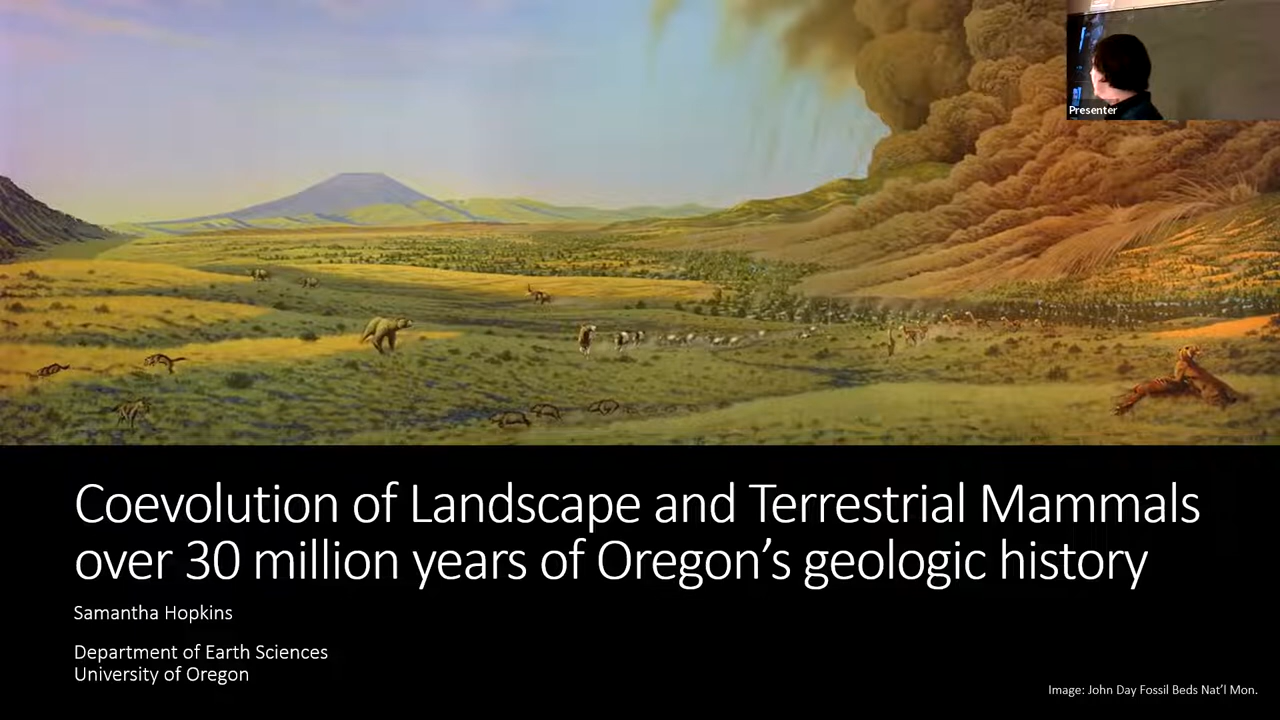 Presenter
Coevolution of Landscape and Terrestrial Mammals
over 30 million years of Oregon’s geologic history
Samantha Hopkins
Department of Earth Sciences
University of Oregon
Image: John Day Fossil Beds Nat’l Mon.